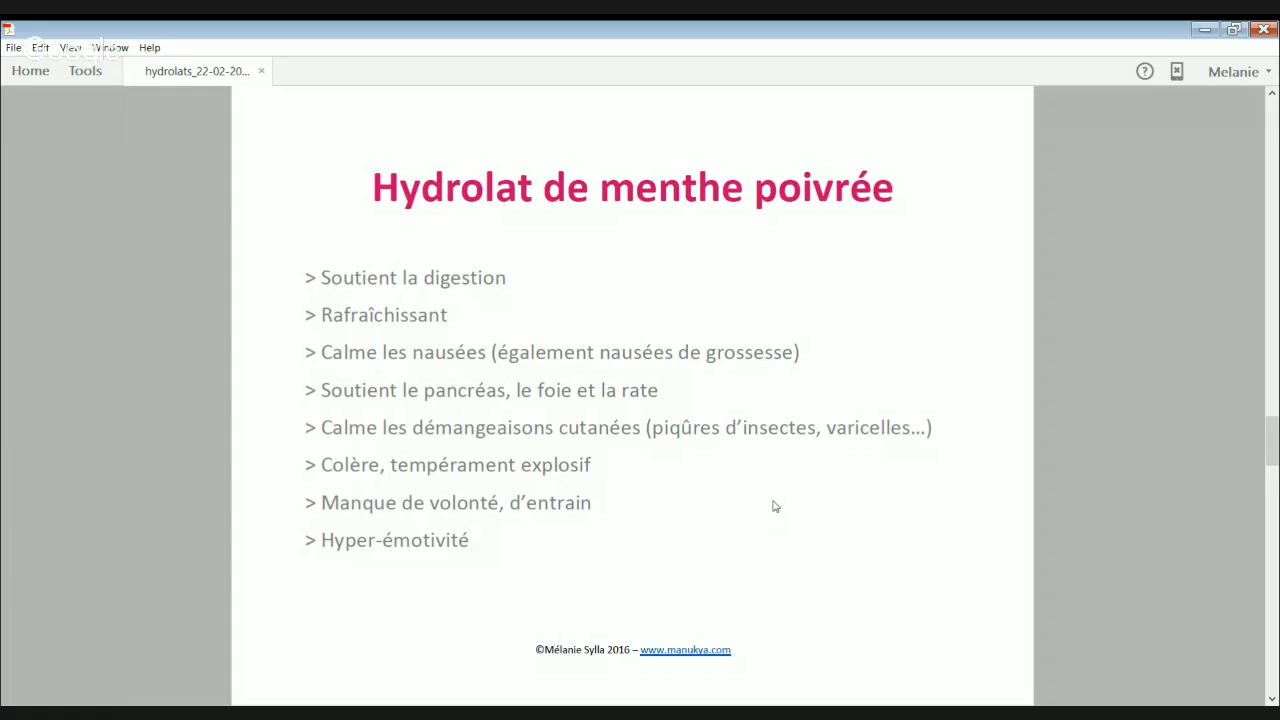 File Edit View Window Help
Home Tools hydrolats_22-02-20... × Melanie
Hydrolat de menthe poivrée
> Soutient la digestion
> Rafraîchissant
> Calme les nausées (également nausées de grossesse)
> Soutient le pancréas, le foie et la rate
> Calme les démangeaisons cutanées (piqûres d’insectes, varicelles…)
> Colère, tempérament explosif
> Manque de volonté, d’entrain
> Hyper-émotivité
©Mélanie Sylla 2016 – www.manukya.com